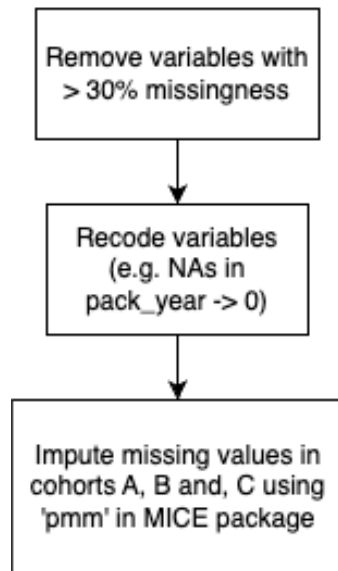 Remove variables with
> 30% missingness
Recode variables
(e.g. NAs in
pack_year -> 0)
Impute missing values in
cohorts A, B and, C using
'pmm' in MICE package